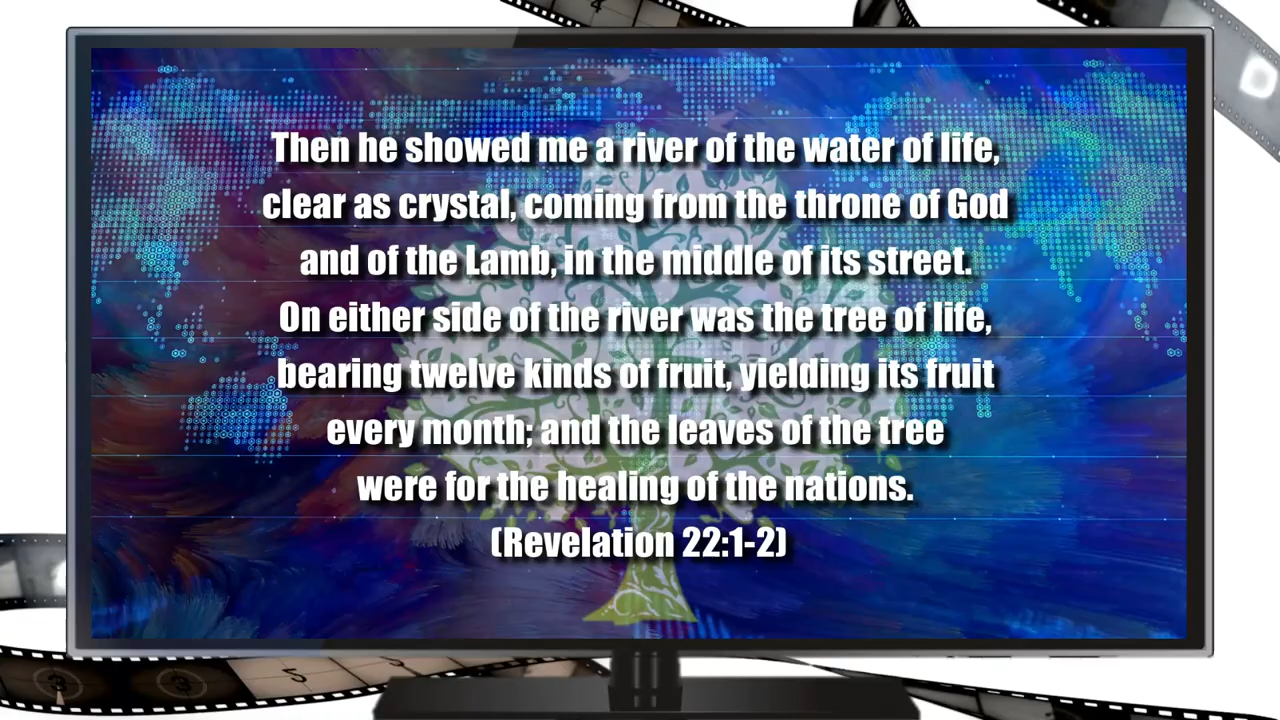 Then he showed me a river of the water of life,
clear as crystal, coming from the throne of God
and of the Lamb, in the middle of its street.
On either side of the river was the tree of life,
bearing twelve kinds of fruit, yielding its fruit
every month; and the leaves of the tree
were for the healing of the nations.
(Revelation 22:1-2)